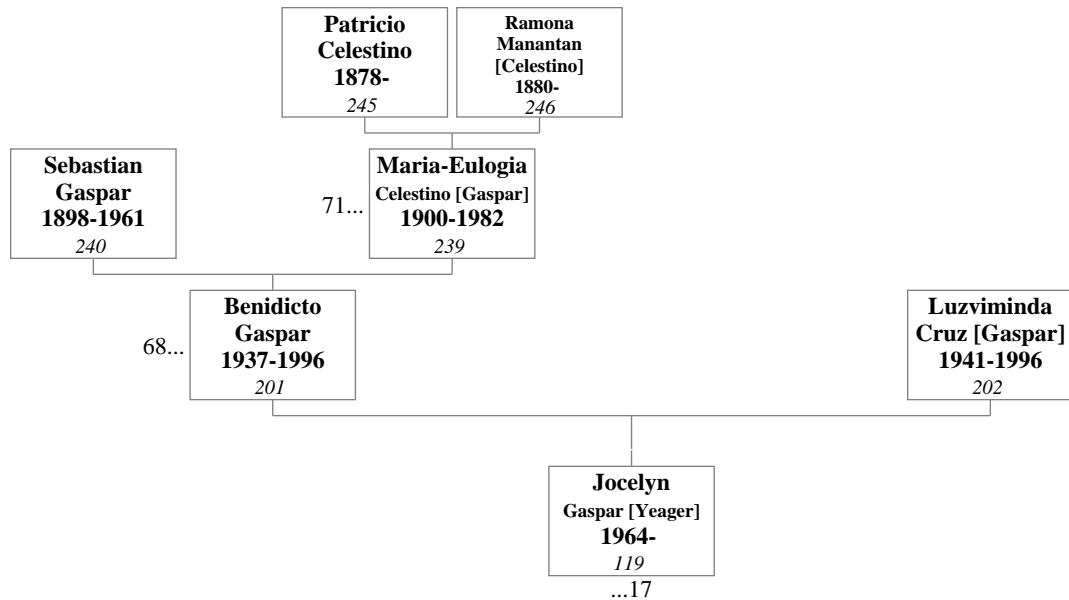 Patricio
Celestino
1878-
245
Ramona
Manantan
[Celestino]
1880-
246
Sebastian
Gaspar
1898-1961
240
71...
Maria-Eulogia
Celestino [Gaspar]
1900-1982
239
68...
Benidicto
Gaspar
1937-1996
201
Luzviminda
Cruz [Gaspar]
1941-1996
202
Jocelyn
Gaspar [Yeager]
1964-
119
...17